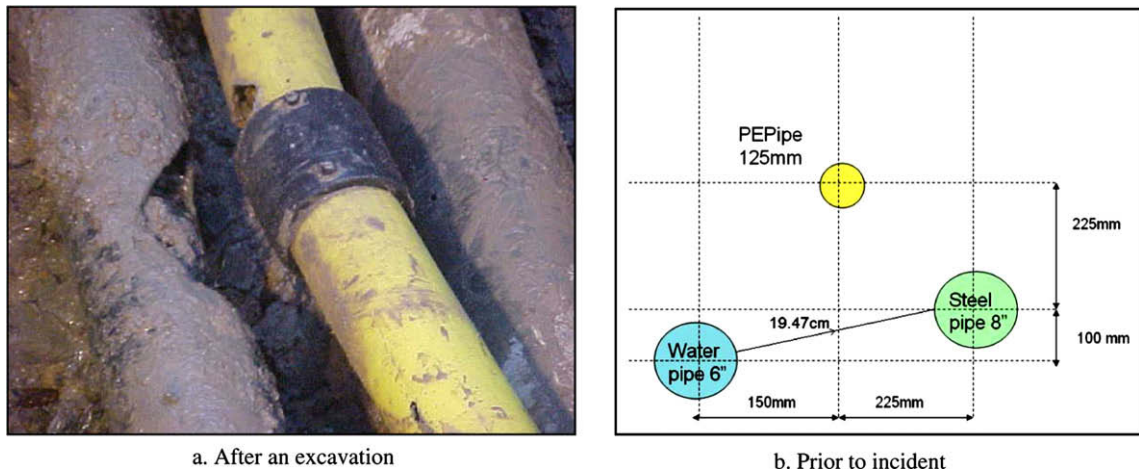 PEPipe
125mm
225mm
Steel
pipe 8”
19.47cm
100 mm
Water
pipe 6”
150mm
225mm
a. After an excavation
b. Prior to incident